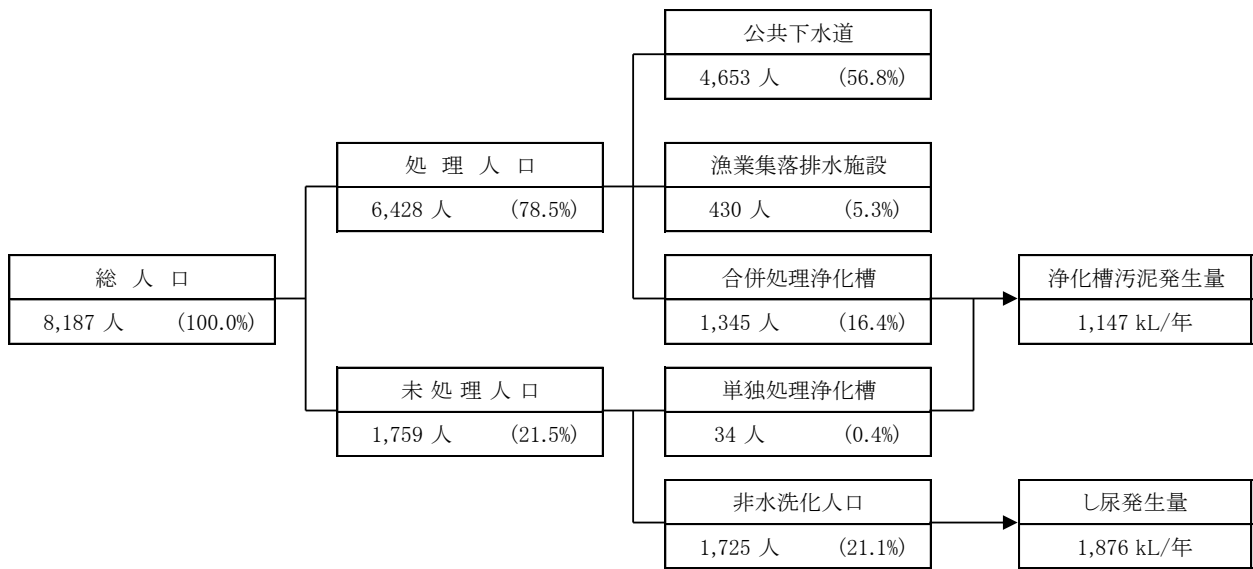 公共下水道
4,653 人 (56.8%)
処 理 人 口
6,428 人 (78.5%)
漁業集落排水施設
430 人 (5.3%)
総 人 口
8,187 人 (100.0%)
合併処理浄化槽
1,345 人 (16.4%)
浄化槽汚泥発生量
1,147 kL/年
未 処 理 人 口
1,759 人 (21.5%)
単独処理浄化槽
34 人 (0.4%)
非水洗化人口
1,725 人 (21.1%)
し尿発生量
1,876 kL/年